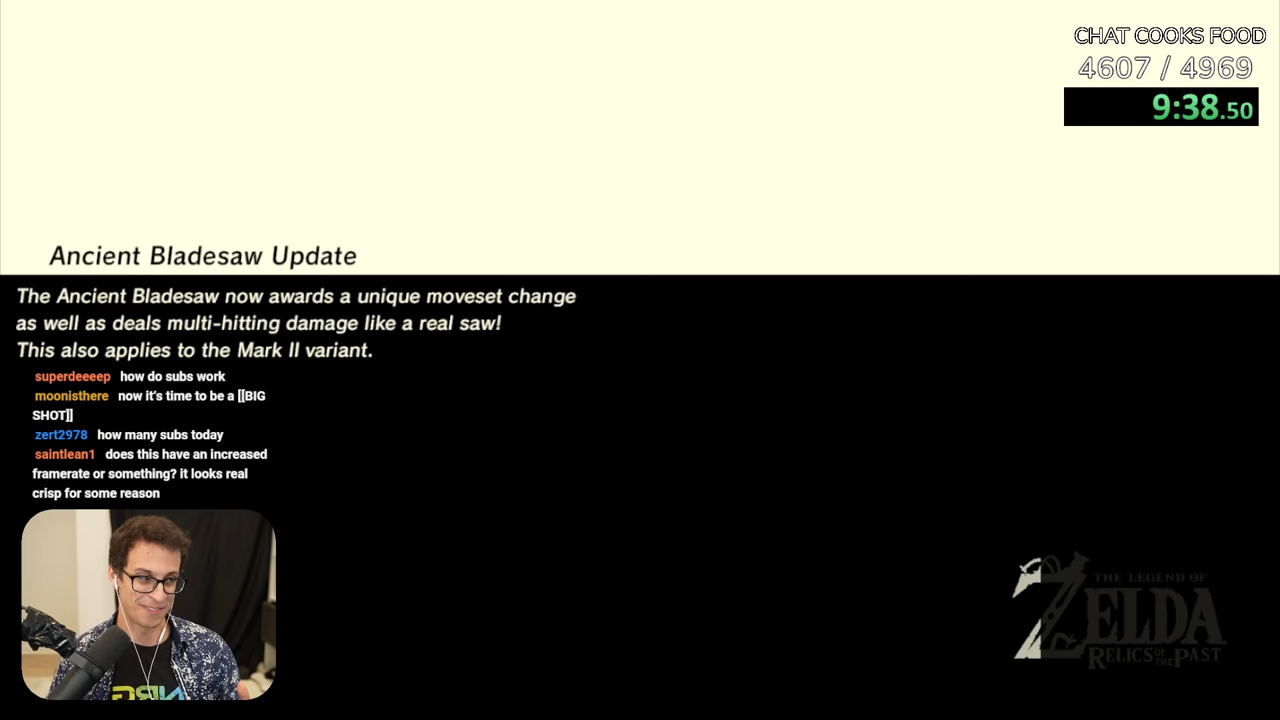 CHAT COOKS FOOD
4607 / 4969
9:38.50
Ancient Bladesaw Update
The Ancient Bladesaw now awards a unique moveset change
as well as deals multi-hitting damage like a real saw!
This also applies to the Mark II variant.
superdeeeep how do subs work
moonisthere now it's time to be a [[BIG
SHOT]]
zert2978 how many subs today
saintlean1 does this have an increased
framerate or something? it looks real
crisp for some reason
THE LEGEND OF
ZELDA
RELICS OF THE PAST